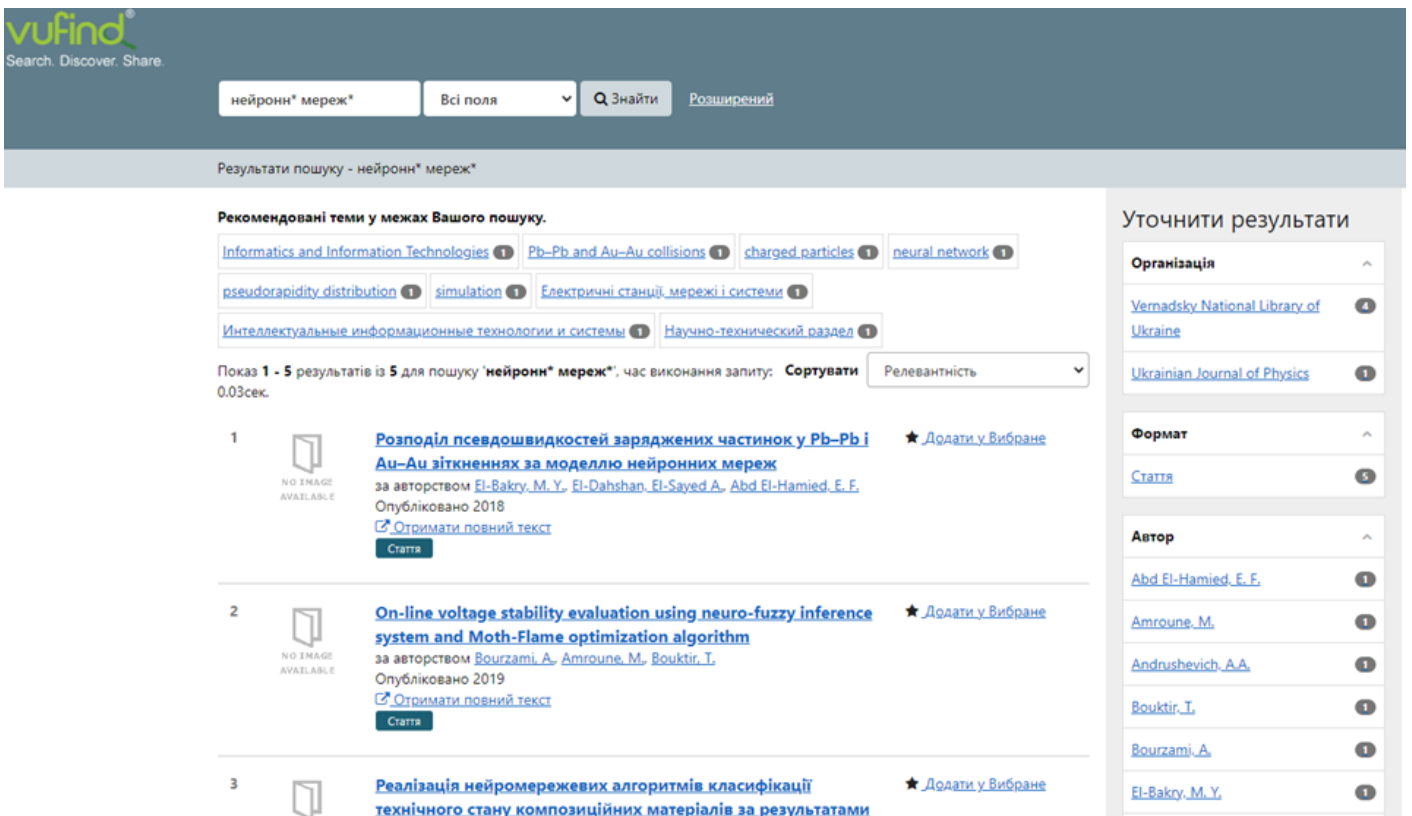 vufind®
Search. Discover. Share.
нейронн* мереж*
Всі поля
Знайти
Розширений
Результати пошуку - нейронн* мереж*
Рекомендовані теми у межах Вашого пошуку.
Informatics and Information Technologies 1
Pb–Pb and Au–Au collisions 1
charged particles 1
neural network 1
pseudorapidity distribution 1
simulation 1
Електричні станції, мережі і системи 1
Интеллектуальные информационные технологии и системы 1
Научно-технический раздел 1
Показ 1 - 5 результатів із 5 для пошуку 'нейронн* мереж*', час виконання запиту:
0.03сек.
Сортувати
Релевантність
1
NO IMAGE
AVAILABLE
Розподіл псевдошвидкостей заряджених частинок у Pb–Pb і
Au–Au зіткненнях за моделлю нейронних мереж
за авторством El-Bakry, M. Y., El-Dahshan, El-Sayed A., Abd El-Hamied, E. F.
Опубліковано 2018
Отримати повний текст
Стаття
Додати у Вибране
2
NO IMAGE
AVAILABLE
On-line voltage stability evaluation using neuro-fuzzy inference
system and Moth-Flame optimization algorithm
за авторством Bourzami, A., Amroune, M., Bouktir, T.
Опубліковано 2019
Отримати повний текст
Стаття
Додати у Вибране
3
Реалізація нейромережевих алгоритмів класифікації
технічного стану композиційних матеріалів за результатами
Додати у Вибране
Уточнити результати
Організація
Vernadsky National Library of
Ukraine
4
Ukrainian Journal of Physics 1
Формат
Стаття 5
Автор
Abd El-Hamied, E. F. 1
Amroune, M. 1
Andrushevich, A.A. 1
Bouktir, T. 1
Bourzami, A. 1
El-Bakry, M. Y. 1